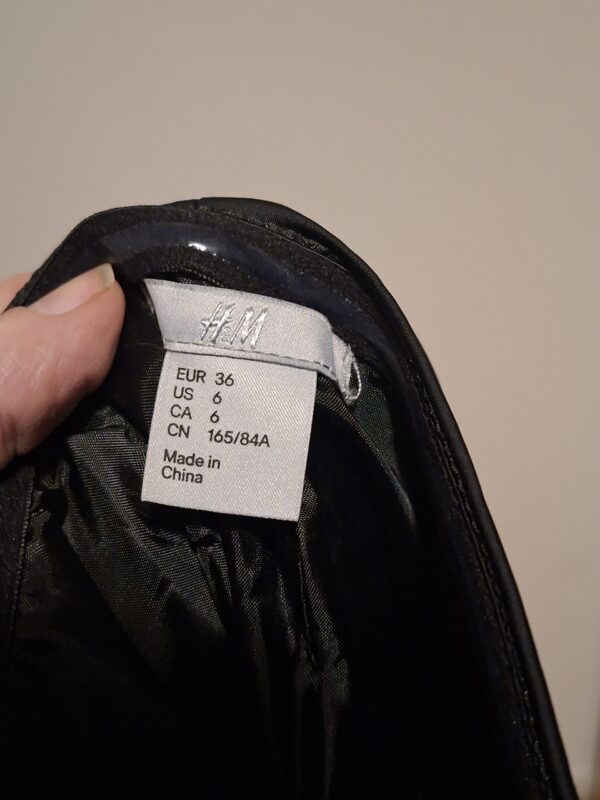 H&M
EUR 36
US 6
CA 6
CN 165/84A
Made in
China